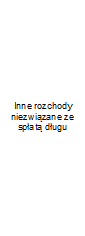 Inne rozchody
niezwiązane ze
spłatą długu